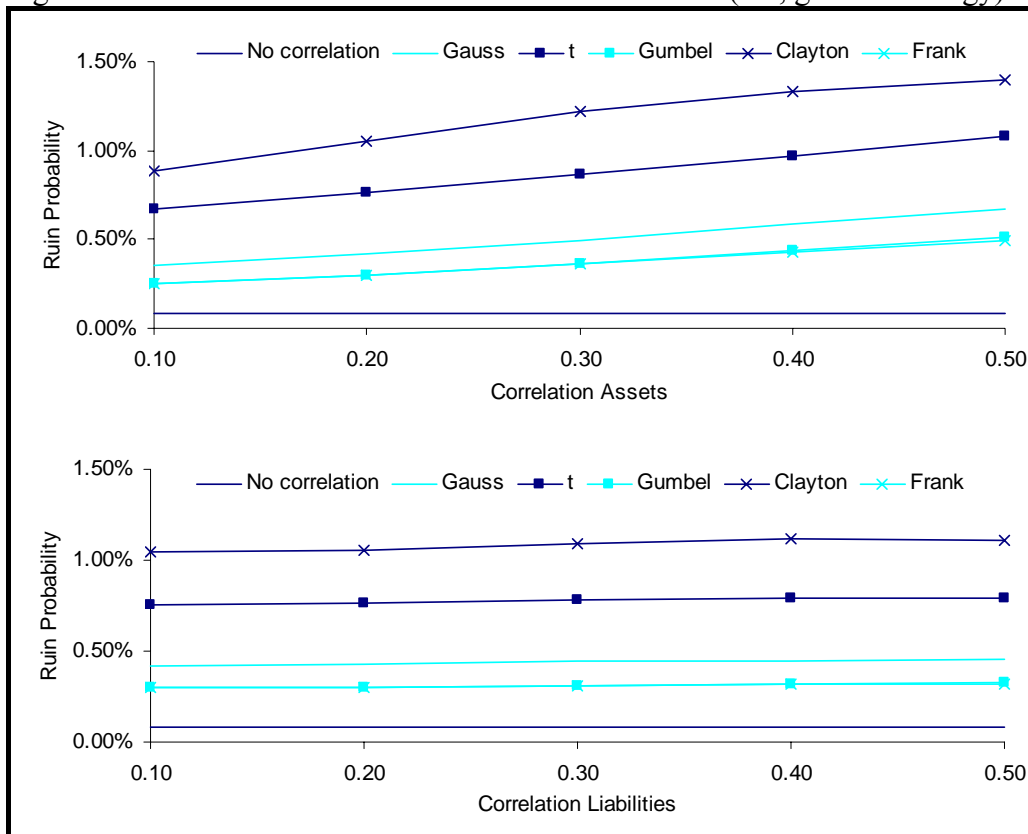 No correlation Gauss t Gumbel Clayton Frank
1.50%
1.00%
0.50%
0.00%
Ruin Probability
0.10 0.20 0.30 0.40 0.50
Correlation Assets
No correlation Gauss t Gumbel Clayton Frank
1.50%
1.00%
0.50%
0.00%
Ruin Probability
0.10 0.20 0.30 0.40 0.50
Correlation Liabilities